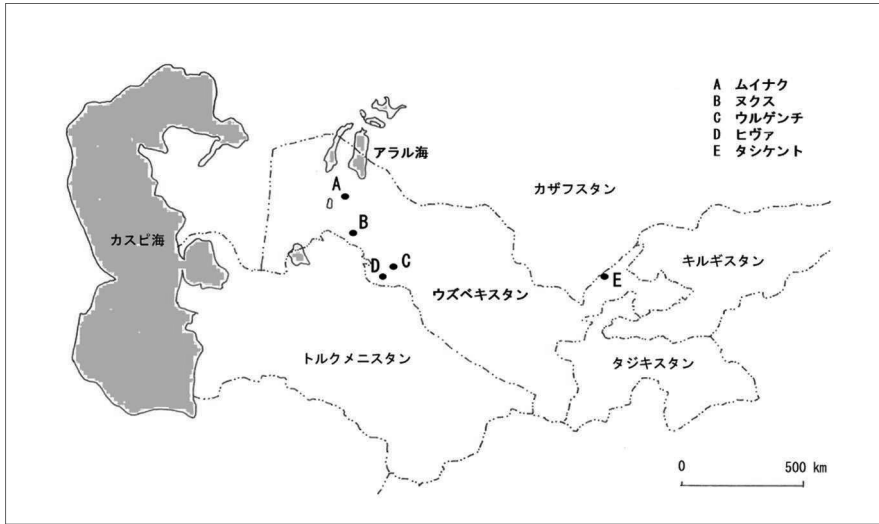 A ムイナク
B ヌクス
C ウルゲンチ
D ヒヴァ
E タシケント
アラル海
カザフスタン
A
B
カスピ海
キルギスタン
C
D
E
ウズベキスタン
トルクメニスタン
タジキスタン
0 500 km